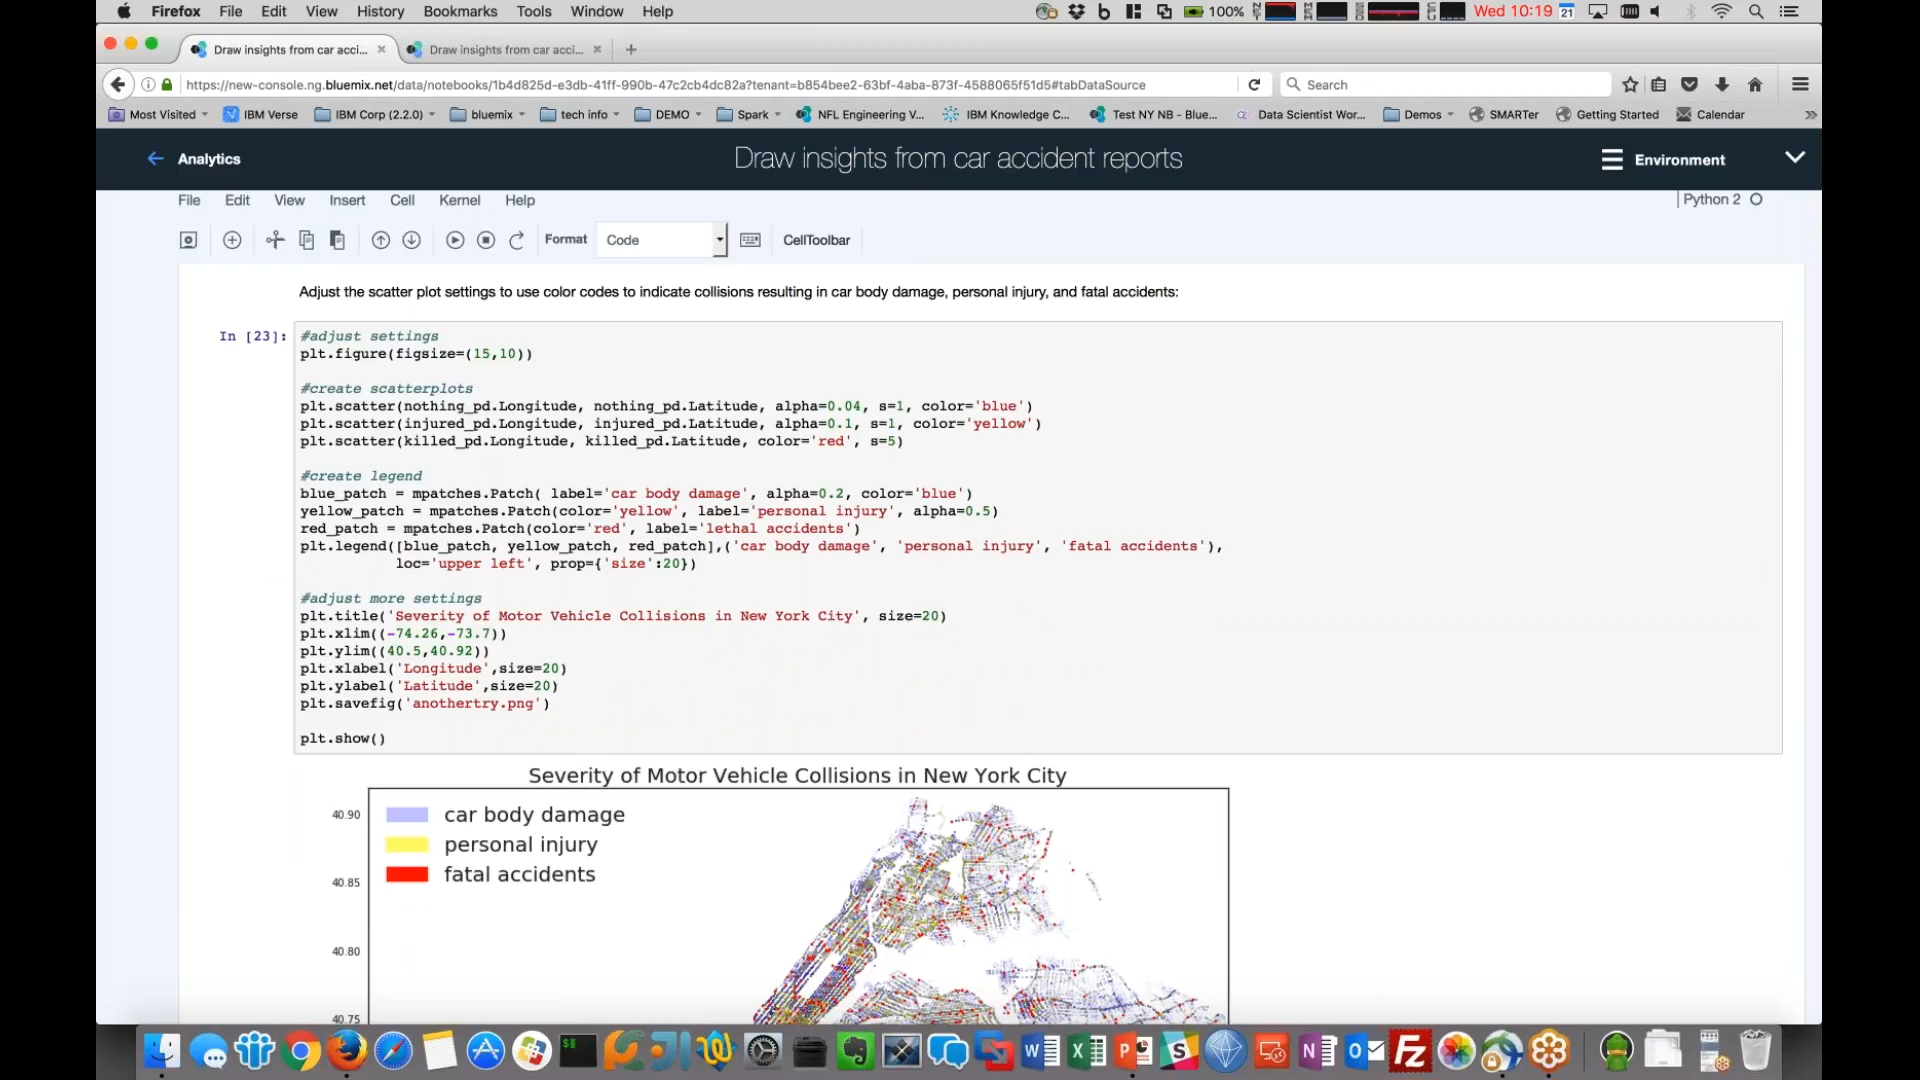 Firefox File Edit View History Bookmarks Tools Window Help 100% Wed 10:19 21
Draw insights from car acci... Draw insights from car acci...
https://new-console.ng.bluemix.net/data/notebooks/1b4d825d-e3db-41ff-990b-47c2cb4dc82a?tenant=b854bee2-63bf-4aba-873f-4588065f51d5#tabDataSource Search
Most Visited IBM Verse IBM Corp (2.2.0) bluemix tech info DEMO Spark NFL Engineering V... IBM Knowledge C... Test NY NB - Blue... Data Scientist Wor... Demos SMARTer Getting Started Calendar
Analytics Draw insights from car accident reports Environment
File Edit View Insert Cell Kernel Help Python 2
Format Code CellToolbar
Adjust the scatter plot settings to use color codes to indicate collisions resulting in car body damage, personal injury, and fatal accidents:
In [23]: #adjust settings
plt.figure(figsize=(15,10))
#create scatterplots
plt.scatter(nothing_pd.Longitude, nothing_pd.Latitude, alpha=0.04, s=1, color='blue')
plt.scatter(injured_pd.Longitude, injured_pd.Latitude, alpha=0.1, s=1, color='yellow')
plt.scatter(killed_pd.Longitude, killed_pd.Latitude, color='red', s=5)
#create legend
blue_patch = mpatches.Patch( label='car body damage', alpha=0.2, color='blue')
yellow_patch = mpatches.Patch(color='yellow', label='personal injury', alpha=0.5)
red_patch = mpatches.Patch(color='red', label='lethal accidents')
plt.legend([blue_patch, yellow_patch, red_patch],('car body damage', 'personal injury', 'fatal accidents'),
loc='upper left', prop={'size':20})
#adjust more settings
plt.title('Severity of Motor Vehicle Collisions in New York City', size=20)
plt.xlim((-74.26,-73.7))
plt.ylim((40.5,40.92))
plt.xlabel('Longitude',size=20)
plt.ylabel('Latitude',size=20)
plt.savefig('anothertry.png')
plt.show()
Severity of Motor Vehicle Collisions in New York City
40.90 car body damage
personal injury
fatal accidents
40.85
40.80
40.75